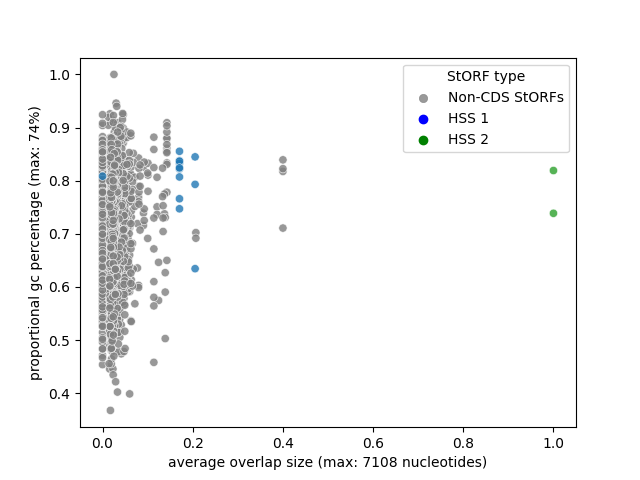 StORF type
Non-CDS StORFs
HSS 1
HSS 2
1.0
0.9
0.8
0.7
0.6
0.5
0.4
proportional gc percentage (max: 74%)
0.0 0.2 0.4 0.6 0.8 1.0
average overlap size (max: 7108 nucleotides)